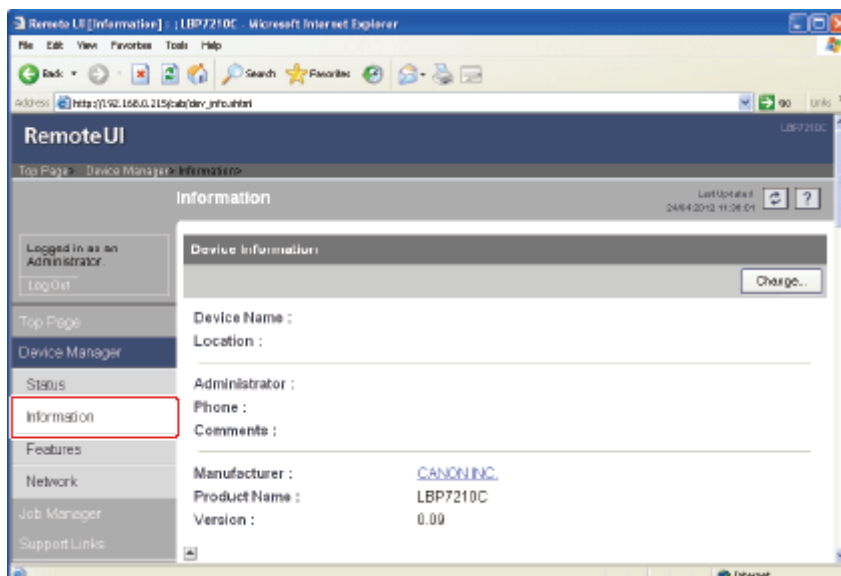 Remote UI [Information] : ; LBP7210C - Microsoft Internet Explorer
File Edit View Favorites Tools Help
Back Search Favorites
Address http://192.168.0.215/cab/dev_info.shtml Go Links
RemoteUI LBP7210C
Top Page> Device Manager> Information>
Information Last Updated
24/04/2012 11:06:01 ?
Logged in as an
Administrator.
Log Out
Device Information
Change...
Top Page
Device Manager
Status
Information
Features
Network
Job Manager
Support Links
Device Name :
Location :
Administrator :
Phone :
Comments :
Manufacturer : CANON INC.
Product Name : LBP7210C
Version : 0.09
Internet